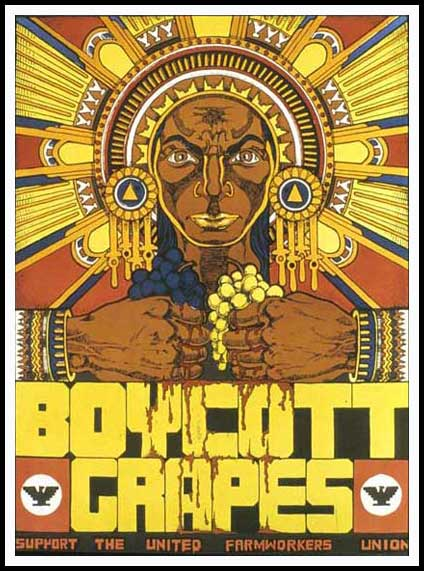 BOYCOTT
GRAPES
SUPPORT THE UNITED FARMWORKERS UNION